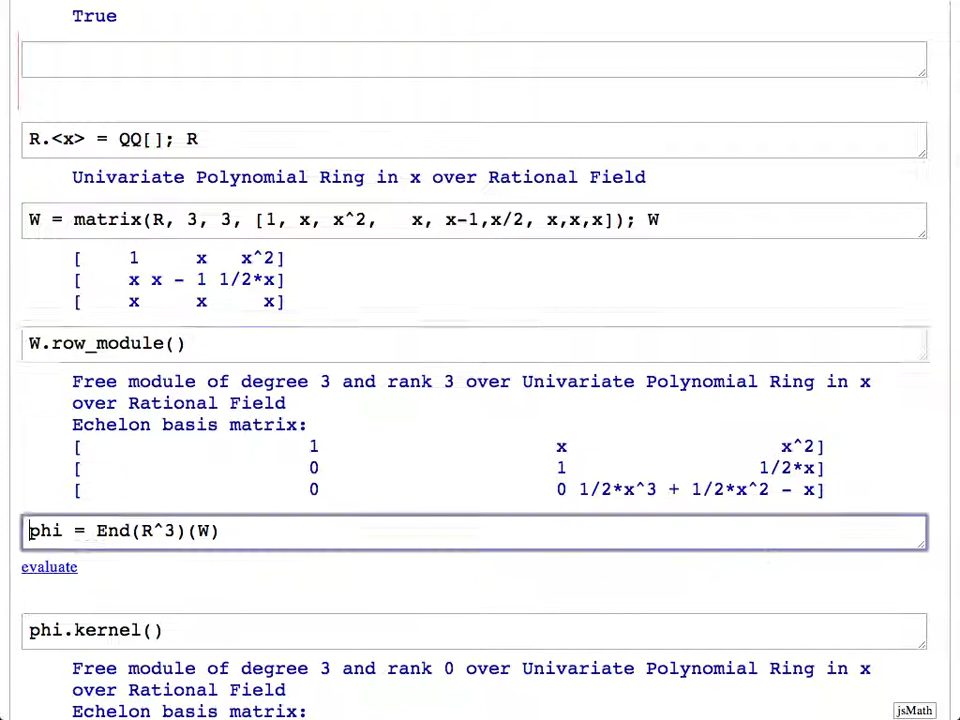 True
R.<x> = QQ[]; R
Univariate Polynomial Ring in x over Rational Field
W = matrix(R, 3, 3, [1, x, x^2,   x, x-1,x/2, x,x,x]); W
[     1     x   x^2]
[     x x - 1 1/2*x]
[     x     x     x]
W.row_module()
Free module of degree 3 and rank 3 over Univariate Polynomial Ring in x
over Rational Field
Echelon basis matrix:
[                    1                     x                   x^2]
[                    0                     1                 1/2*x]
[                    0                     0 1/2*x^3 + 1/2*x^2 - x]
phi = End(R^3)(W)
evaluate
phi.kernel()
Free module of degree 3 and rank 0 over Univariate Polynomial Ring in x
over Rational Field
Echelon basis matrix:
jsMath